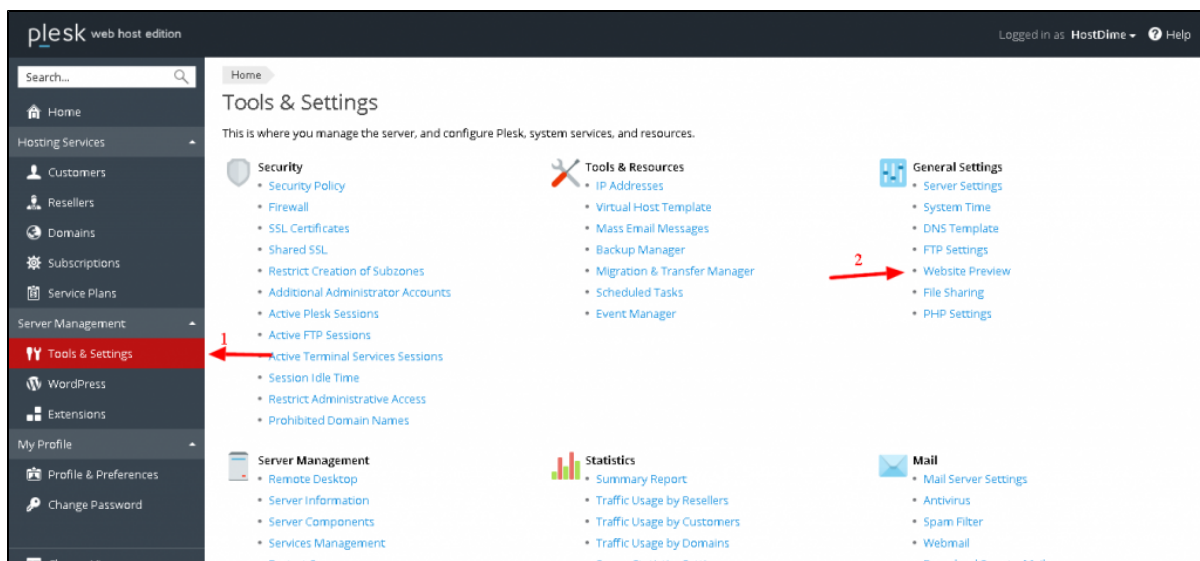 plesk web host edition
Logged in as HostDime
Help
Search...
Home
Hosting Services
Customers
Resellers
Domains
Subscriptions
Service Plans
Server Management
Tools & Settings
WordPress
Extensions
My Profile
Profile & Preferences
Change Password
Home
Tools & Settings
This is where you manage the server, and configure Plesk, system services, and resources.
Security
Security Policy
Firewall
SSL Certificates
Shared SSL
Restrict Creation of Subzones
Additional Administrator Accounts
Active Plesk Sessions
Active FTP Sessions
1
Active Terminal Services Sessions
Session Idle Time
Restrict Administrative Access
Prohibited Domain Names
Tools & Resources
IP Addresses
Virtual Host Template
Mass Email Messages
Backup Manager
Migration & Transfer Manager
Scheduled Tasks
Event Manager
General Settings
Server Settings
System Time
DNS Template
FTP Settings
2
Website Preview
File Sharing
PHP Settings
Server Management
Remote Desktop
Server Information
Server Components
Services Management
Statistics
Summary Report
Traffic Usage by Resellers
Traffic Usage by Customers
Traffic Usage by Domains
Mail
Mail Server Settings
Antivirus
Spam Filter
Webmail